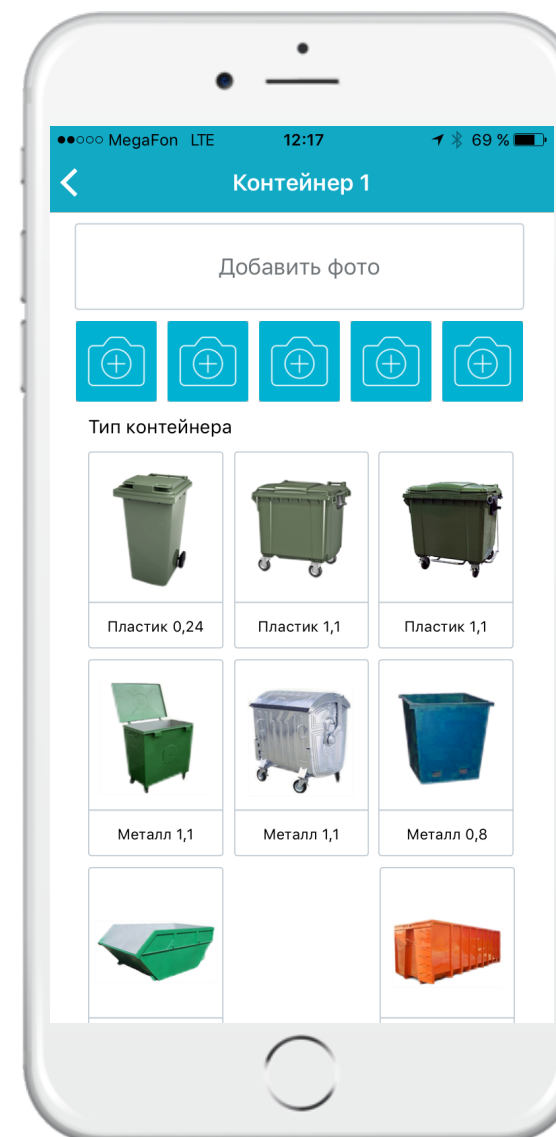 MegaFon LTE 12:17 69 %
Контейнер 1
Добавить фото
Тип контейнера
Пластик 0,24 Пластик 1,1 Пластик 1,1
Металл 1,1 Металл 1,1 Металл 0,8